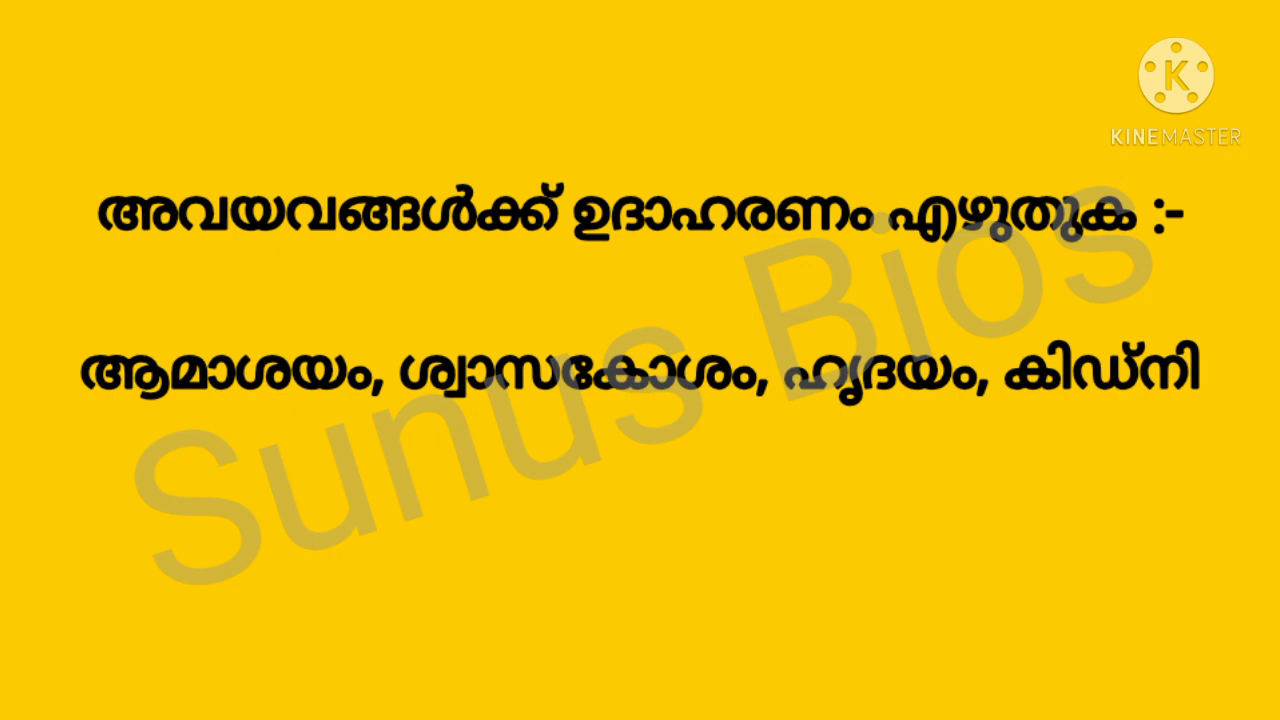 KINEMASTER
അവയവങ്ങൾക്ക് ഉദാഹരണം എഴുതുക :-
ആമാശയം, ശ്വാസകോശം, ഹൃദയം, കിഡ്നി
Sunus Bios